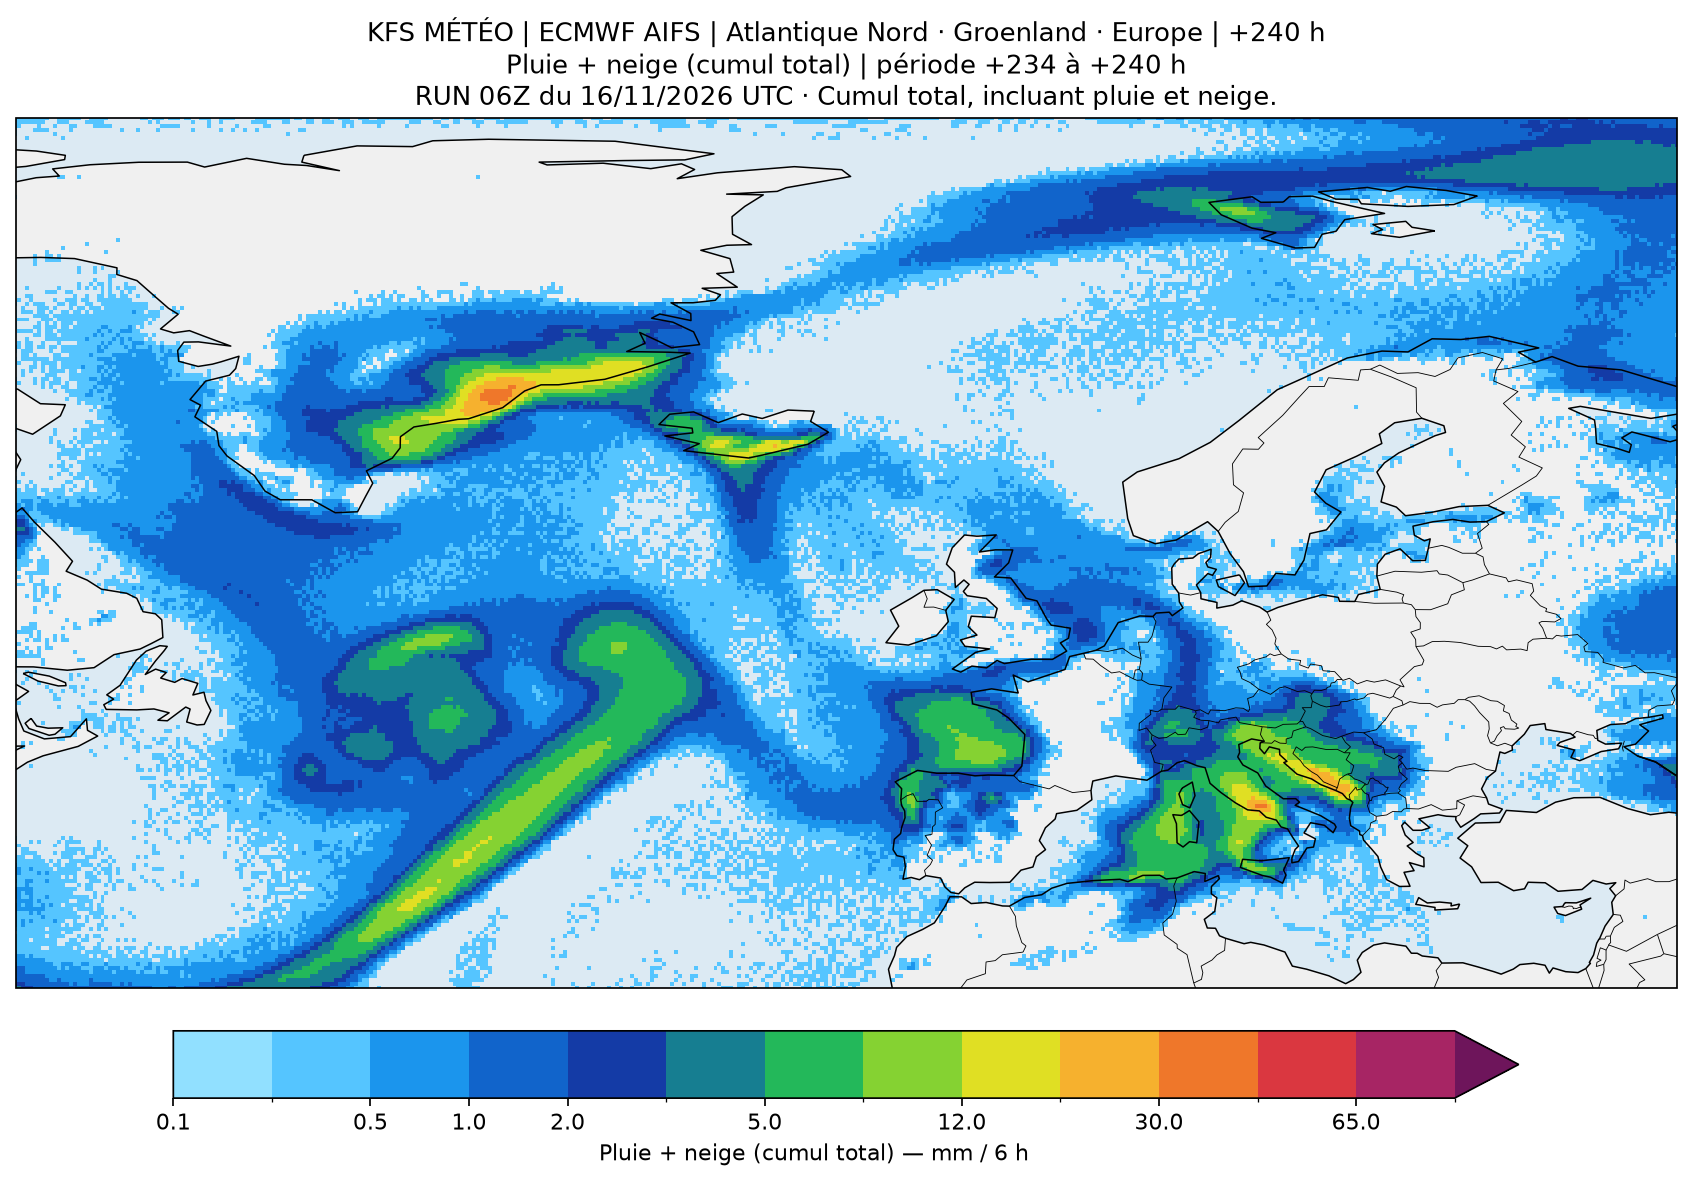 KFS MÉTÉO | ECMWF AIFS | Atlantique Nord · Groenland · Europe | +240 h
Pluie + neige (cumul total) | période +234 à +240 h
RUN 06Z du 16/11/2026 UTC · Cumul total, incluant pluie et neige.
0.1 0.5 1.0 2.0 5.0 12.0 30.0 65.0
Pluie + neige (cumul total) — mm / 6 h